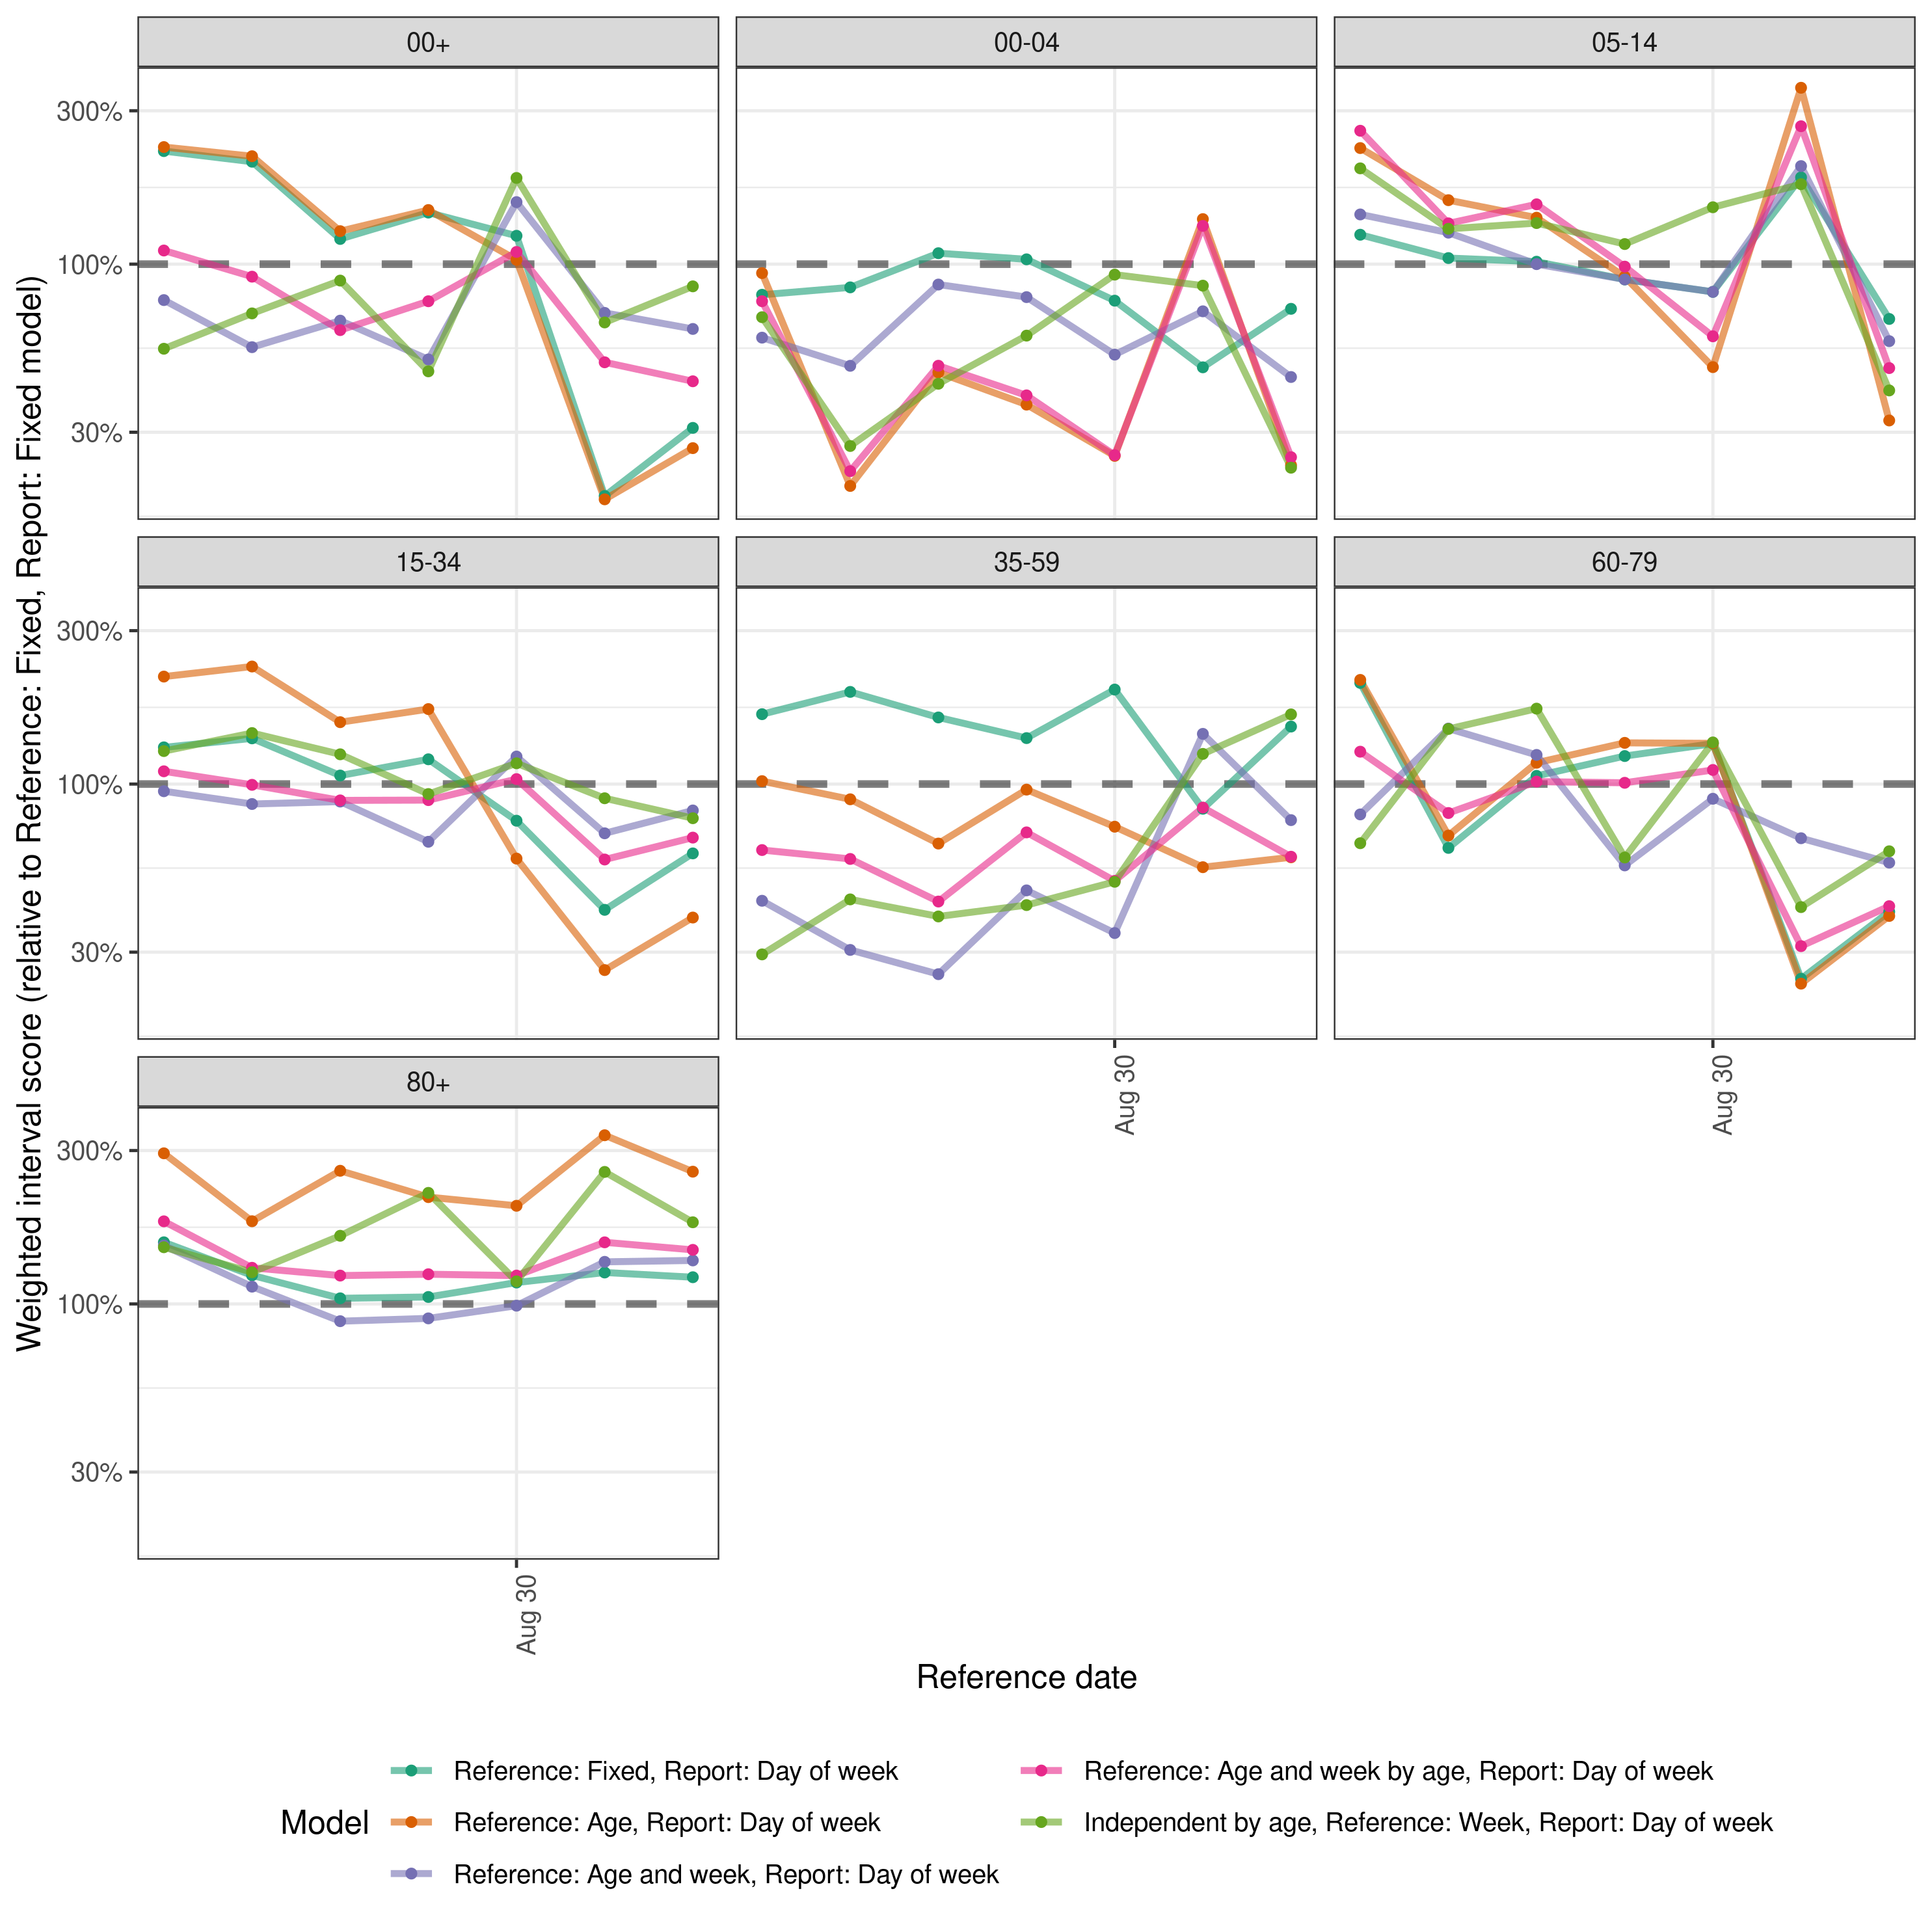 00+
00-04
05-14
300%
100%
30%
15-34
35-59
60-79
300%
100%
30%
Aug 30
Aug 30
80+
300%
100%
30%
Aug 30
Weighted interval score (relative to Reference: Fixed, Report: Fixed model)
Reference date
Model
Reference: Fixed, Report: Day of week
Reference: Age, Report: Day of week
Reference: Age and week, Report: Day of week
Reference: Age and week by age, Report: Day of week
Independent by age, Reference: Week, Report: Day of week